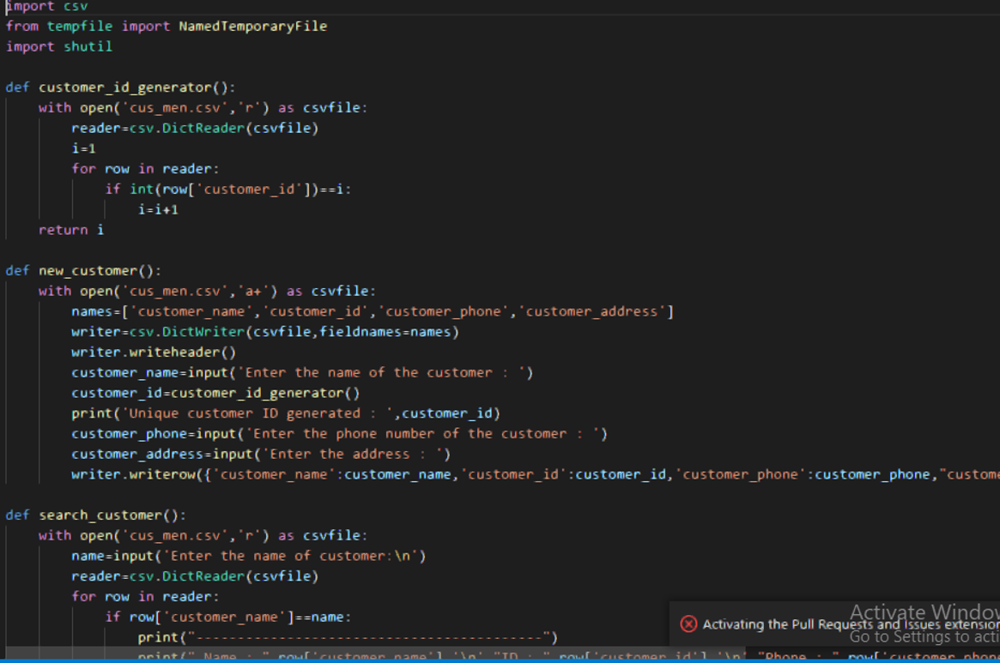 import csv
from tempfile import NamedTemporaryFile
import shutil
def customer_id_generator():
    with open('cus_men.csv','r') as csvfile:
        reader=csv.DictReader(csvfile)
        i=1
        for row in reader:
            if int(row['customer_id'])==i:
                i=i+1
    return i
def new_customer():
    with open('cus_men.csv','a+') as csvfile:
        names=['customer_name','customer_id','customer_phone','customer_address']
        writer=csv.DictWriter(csvfile,fieldnames=names)
        writer.writeheader()
        customer_name=input('Enter the name of the customer : ')
        customer_id=customer_id_generator()
        print('Unique customer ID generated : ',customer_id)
        customer_phone=input('Enter the phone number of the customer : ')
        customer_address=input('Enter the address : ')
        writer.writerow({'customer_name':customer_name,'customer_id':customer_id,'customer_phone':customer_phone,"custome
def search_customer():
    with open('cus_men.csv','r') as csvfile:
        name=input('Enter the name of customer:\n')
        reader=csv.DictReader(csvfile)
        for row in reader:
            if row['customer_name']==name:
                print("-----------------------------------------")
                print(" Name : ",row['customer_name'],'\n',"ID : ",row['customer_id'],'\n',"Phone : ",row['customer_phone
Activating the Pull Requests and Issues extension
Activate Window
Go to Settings to acti